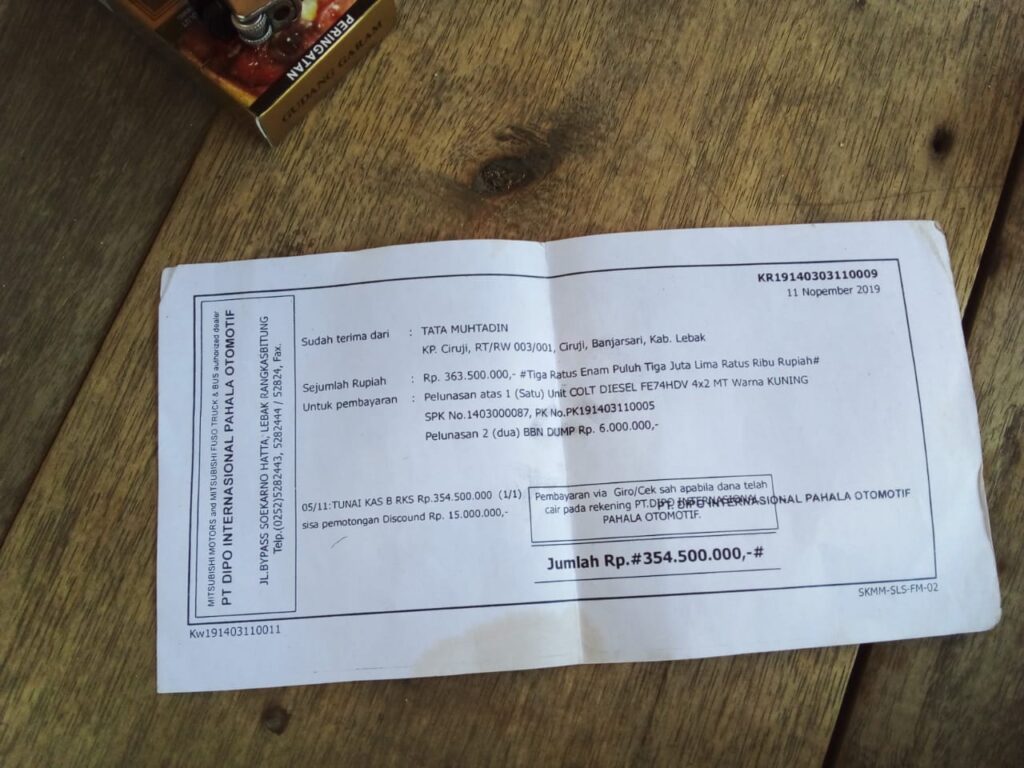 PERINGATAN
GUDANG GARAM
KR19140303110009
11 Nopember 2019
MITSUBISHI MOTORS and MITSUBISHI FUSO TRUCK & BUS authorized dealer
PT DIPO INTERNASIONAL PAHALA OTOMOTIF
JL.BYPASS SOEKARNO HATTA, LEBAK RANGKASBITUNG
Telp.(0252)5282443, 5282444 / 52824, Fax.
Sudah terima dari : TATA MUHTADIN
KP. Ciruji, RT/RW 003/001, Ciruji, Banjarsari, Kab. Lebak
Sejumlah Rupiah : Rp. 363.500.000,- #Tiga Ratus Enam Puluh Tiga Juta Lima Ratus Ribu Rupiah#
Untuk pembayaran : Pelunasan atas 1 (Satu) Unit COLT DIESEL FE74HDV 4x2 MT Warna KUNING
SPK No.1403000087, PK No.PK191403110005
Pelunasan 2 (dua) BBN DUMP Rp. 6.000.000,-
05/11:TUNAI KAS B RKS Rp.354.500.000 (1/1)
sisa pemotongan Discound Rp. 15.000.000,-
Pembayaran via Giro/Cek sah apabila dana telah
cair pada rekening PT.DIPO INTERNASIONAL
PAHALA OTOMOTIF.
PT. DIPO INTERNASIONAL PAHALA OTOMOTIF
Jumlah Rp.#354.500.000,-#
SKMM-SLS-FM-02
Kw191403110011